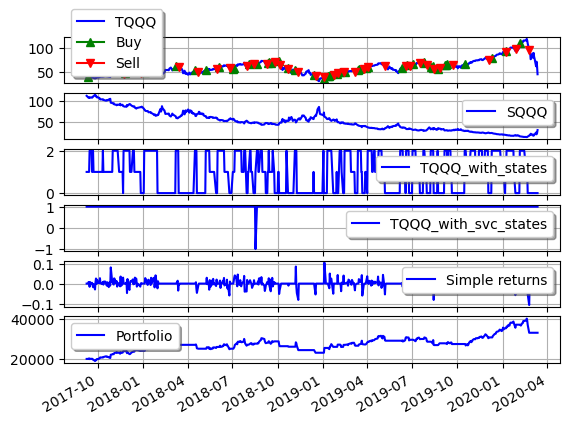 TQQQ
Buy
Sell
100
50
SQQQ
100
50
TQQQ_with_states
2
0
TQQQ_with_svc_states
1
0
−1
Simple returns
0.1
0.0
−0.1
Portfolio
40000
20000
2017-10 2018-01 2018-04 2018-07 2018-10 2019-01 2019-04 2019-07 2019-10 2020-01 2020-04